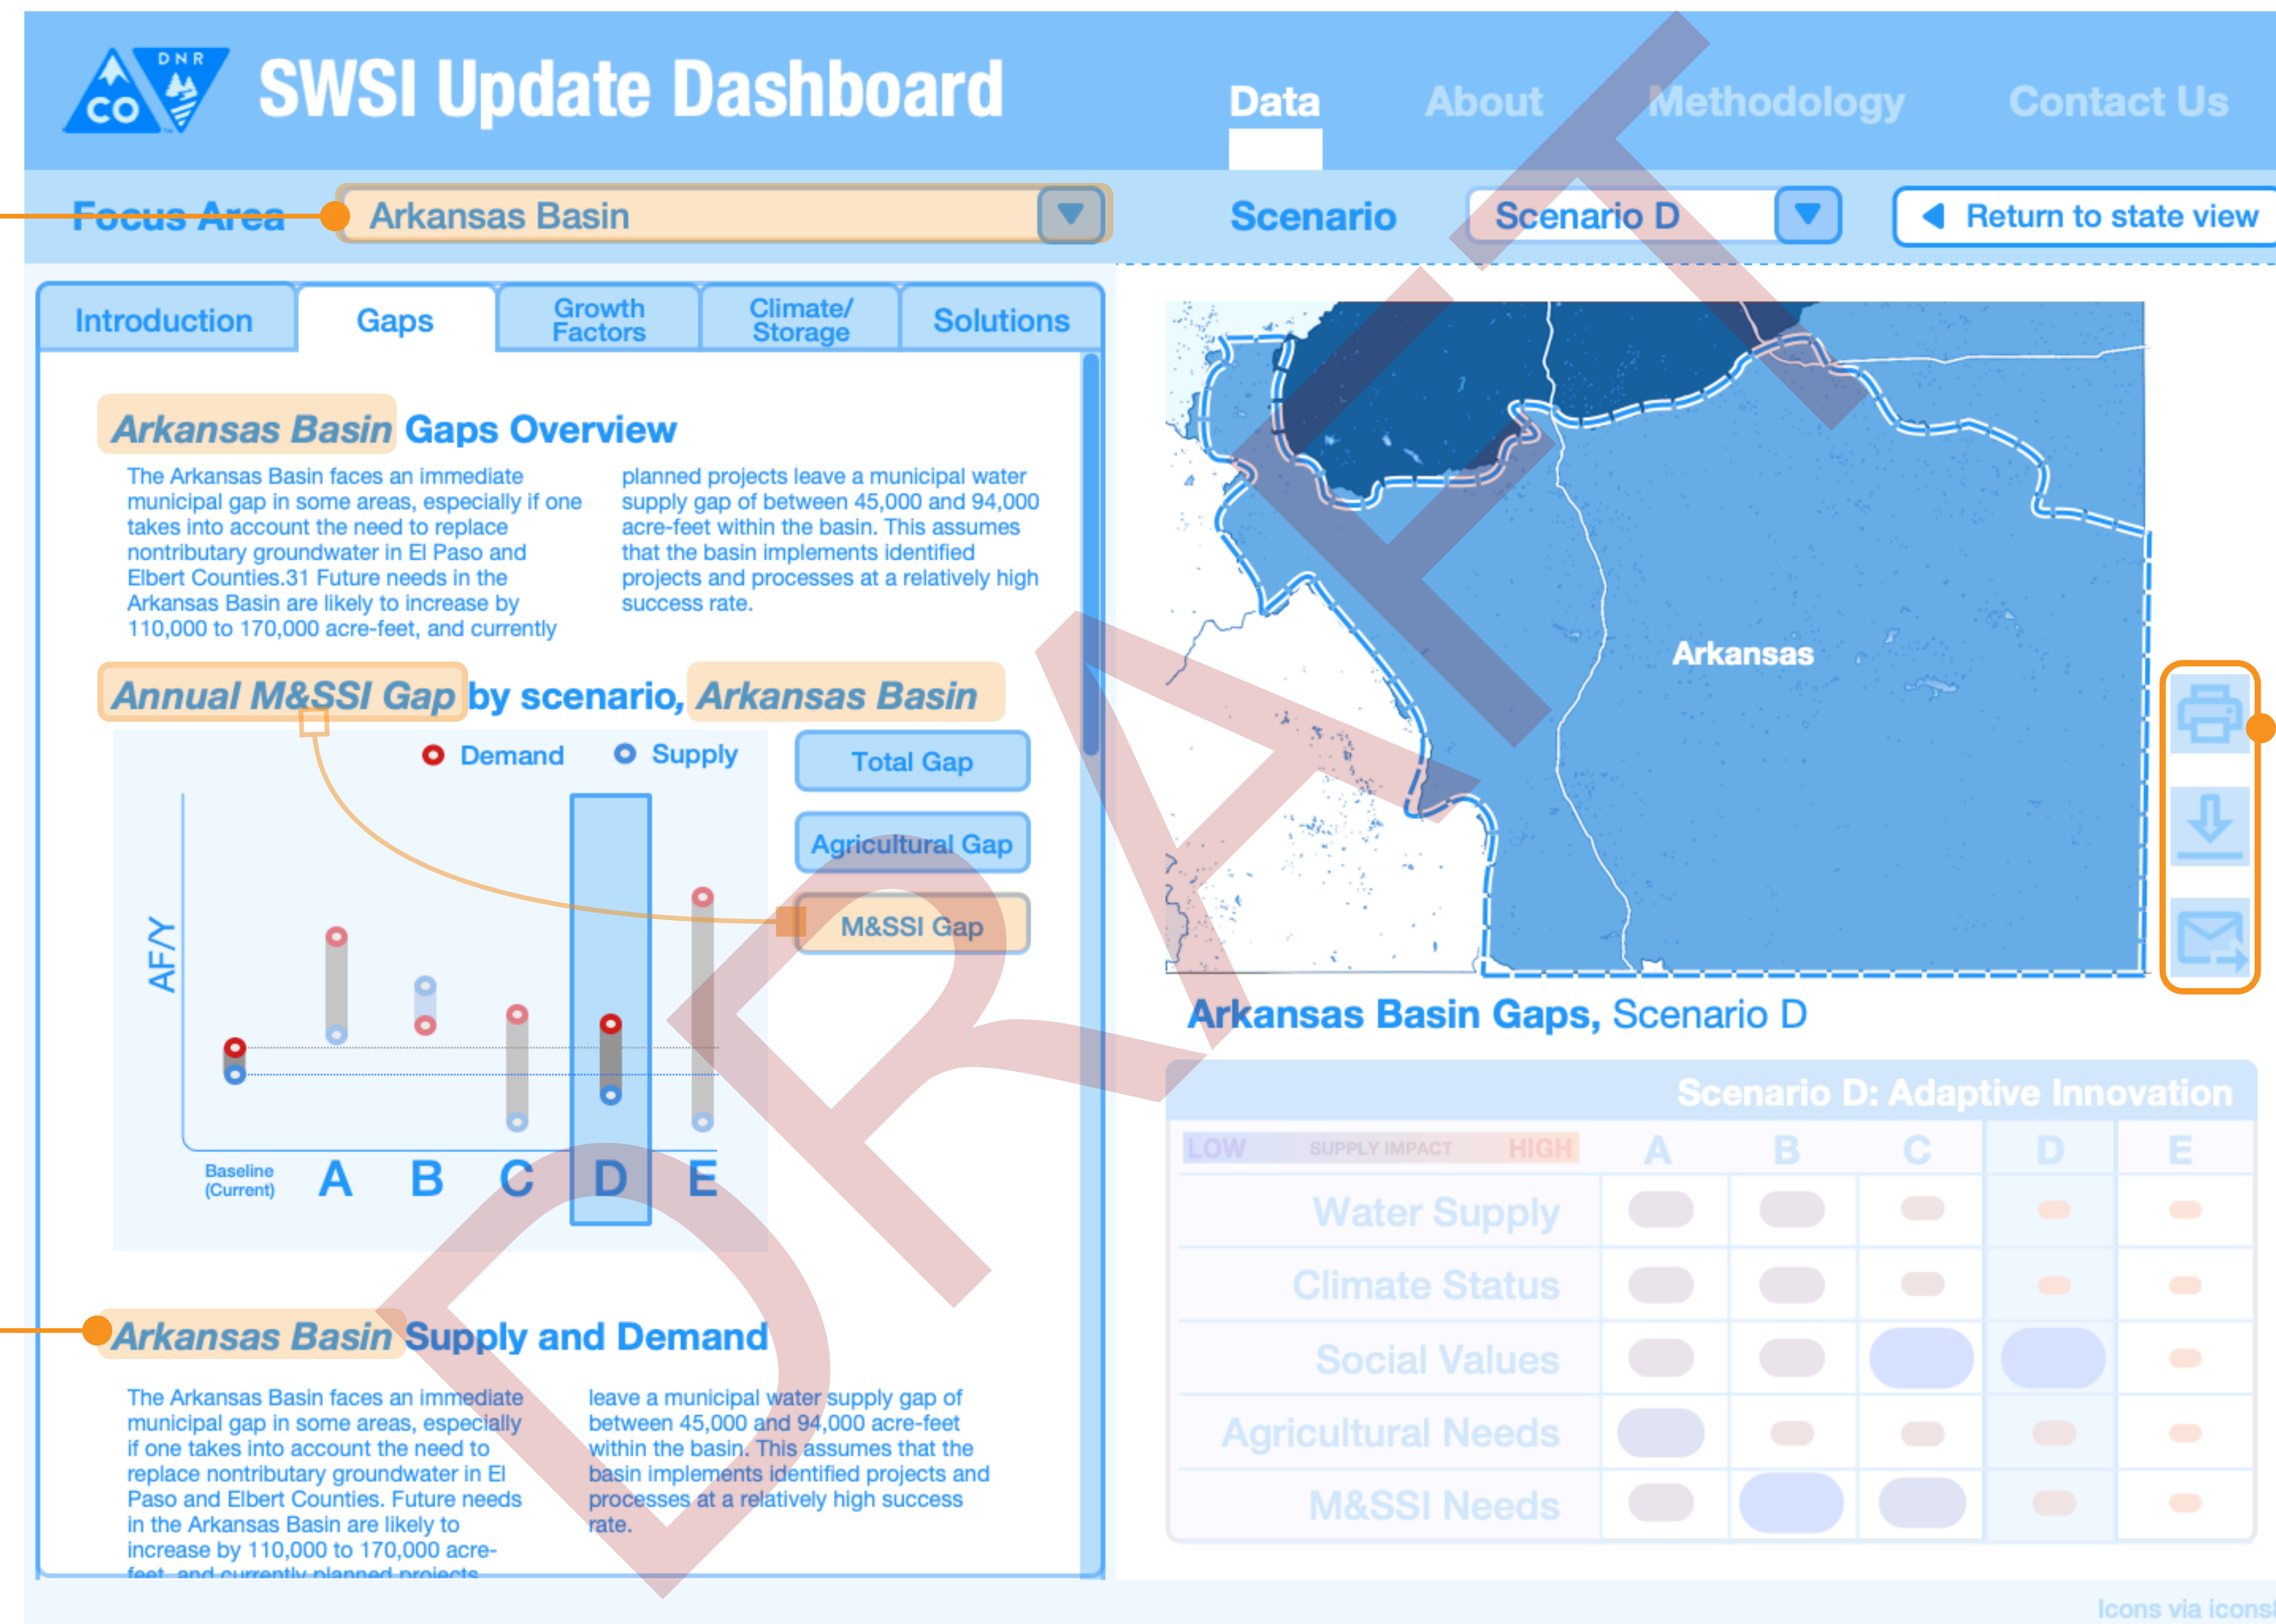 DNR
CO
SWSI Update Dashboard
Data
About
Methodology
Contact Us
Focus Area
Arkansas Basin
Scenario
Scenario D
Return to state view
Introduction
Gaps
Growth
Factors
Climate/
Storage
Solutions
Arkansas Basin Gaps Overview
The Arkansas Basin faces an immediate
municipal gap in some areas, especially if one
takes into account the need to replace
nontributary groundwater in El Paso and
Elbert Counties.31 Future needs in the
Arkansas Basin are likely to increase by
110,000 to 170,000 acre-feet, and currently
planned projects leave a municipal water
supply gap of between 45,000 and 94,000
acre-feet within the basin. This assumes
that the basin implements identified
projects and processes at a relatively high
success rate.
Annual M&SSI Gap by scenario, Arkansas Basin
Demand
Supply
Total Gap
Agricultural Gap
M&SSI Gap
AF/Y
Baseline
(Current)
A
B
C
D
E
Arkansas Basin Supply and Demand
The Arkansas Basin faces an immediate
municipal gap in some areas, especially
if one takes into account the need to
replace nontributary groundwater in El
Paso and Elbert Counties. Future needs
in the Arkansas Basin are likely to
increase by 110,000 to 170,000 acre-
feet, and currently planned projects
leave a municipal water supply gap of
between 45,000 and 94,000 acre-feet
within the basin. This assumes that the
basin implements identified projects and
processes at a relatively high success
rate.
Arkansas
Arkansas Basin Gaps, Scenario D
Scenario D: Adaptive Innovation
LOW
SUPPLY IMPACT
HIGH
A
B
C
D
E
Water Supply
Climate Status
Social Values
Agricultural Needs
M&SSI Needs
Icons via
DRAFT